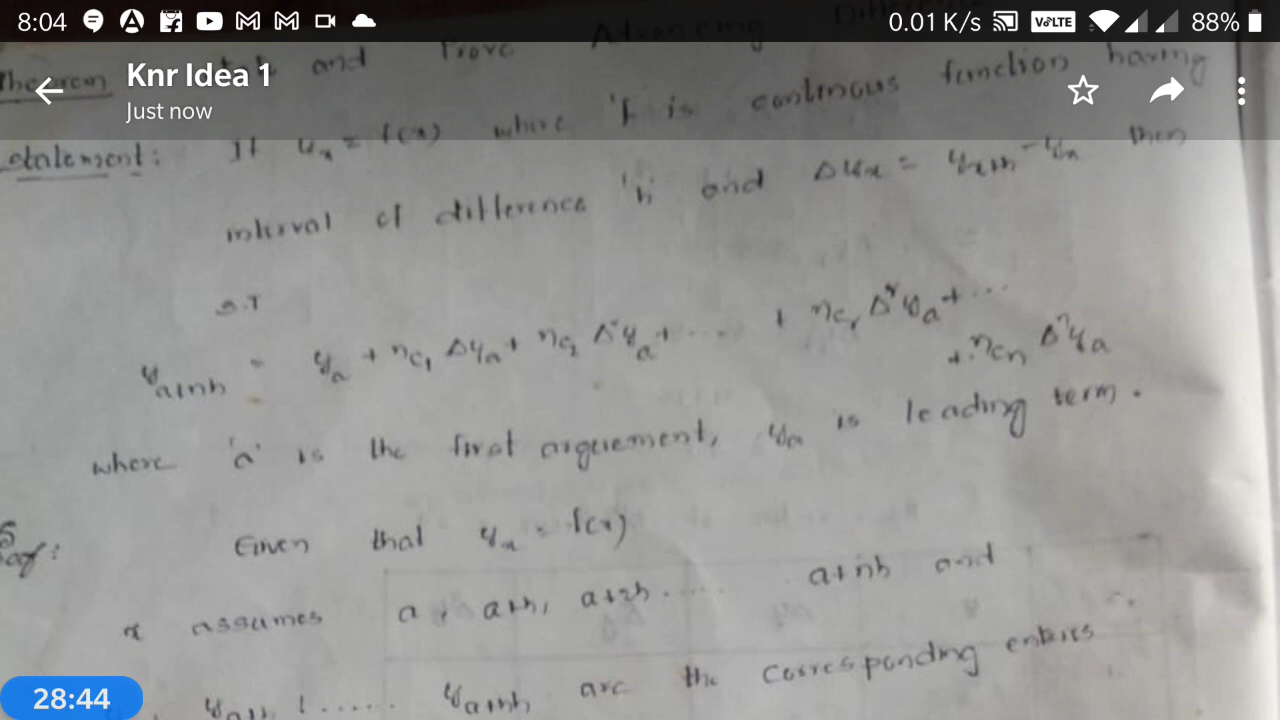 8:04 0.01 K/s VoLTE 88%
Knr Idea 1
Just now
Theorem and Prove Advancing Difference
statement: If yₓ = f(x) where 'f' is continous function having
interval of difference 'h' and Δyₓ = yₓ₊ₕ - yₓ then
S.T
yₐ₊ₙₕ = yₐ + nc₁ Δyₐ + nc₂ Δ²yₐ + .... + ncᵣ Δʳyₐ + ...
+ ncₙ Δⁿyₐ
where 'a' is the first arguement, yₐ is leading term.
Proof: Given that yₓ = f(x)
x assumes a, a+h, a+2h ..... a+nh and
yₐ₊ₕ, ...... yₐ₊ₙₕ are the corresponding entries
28:44